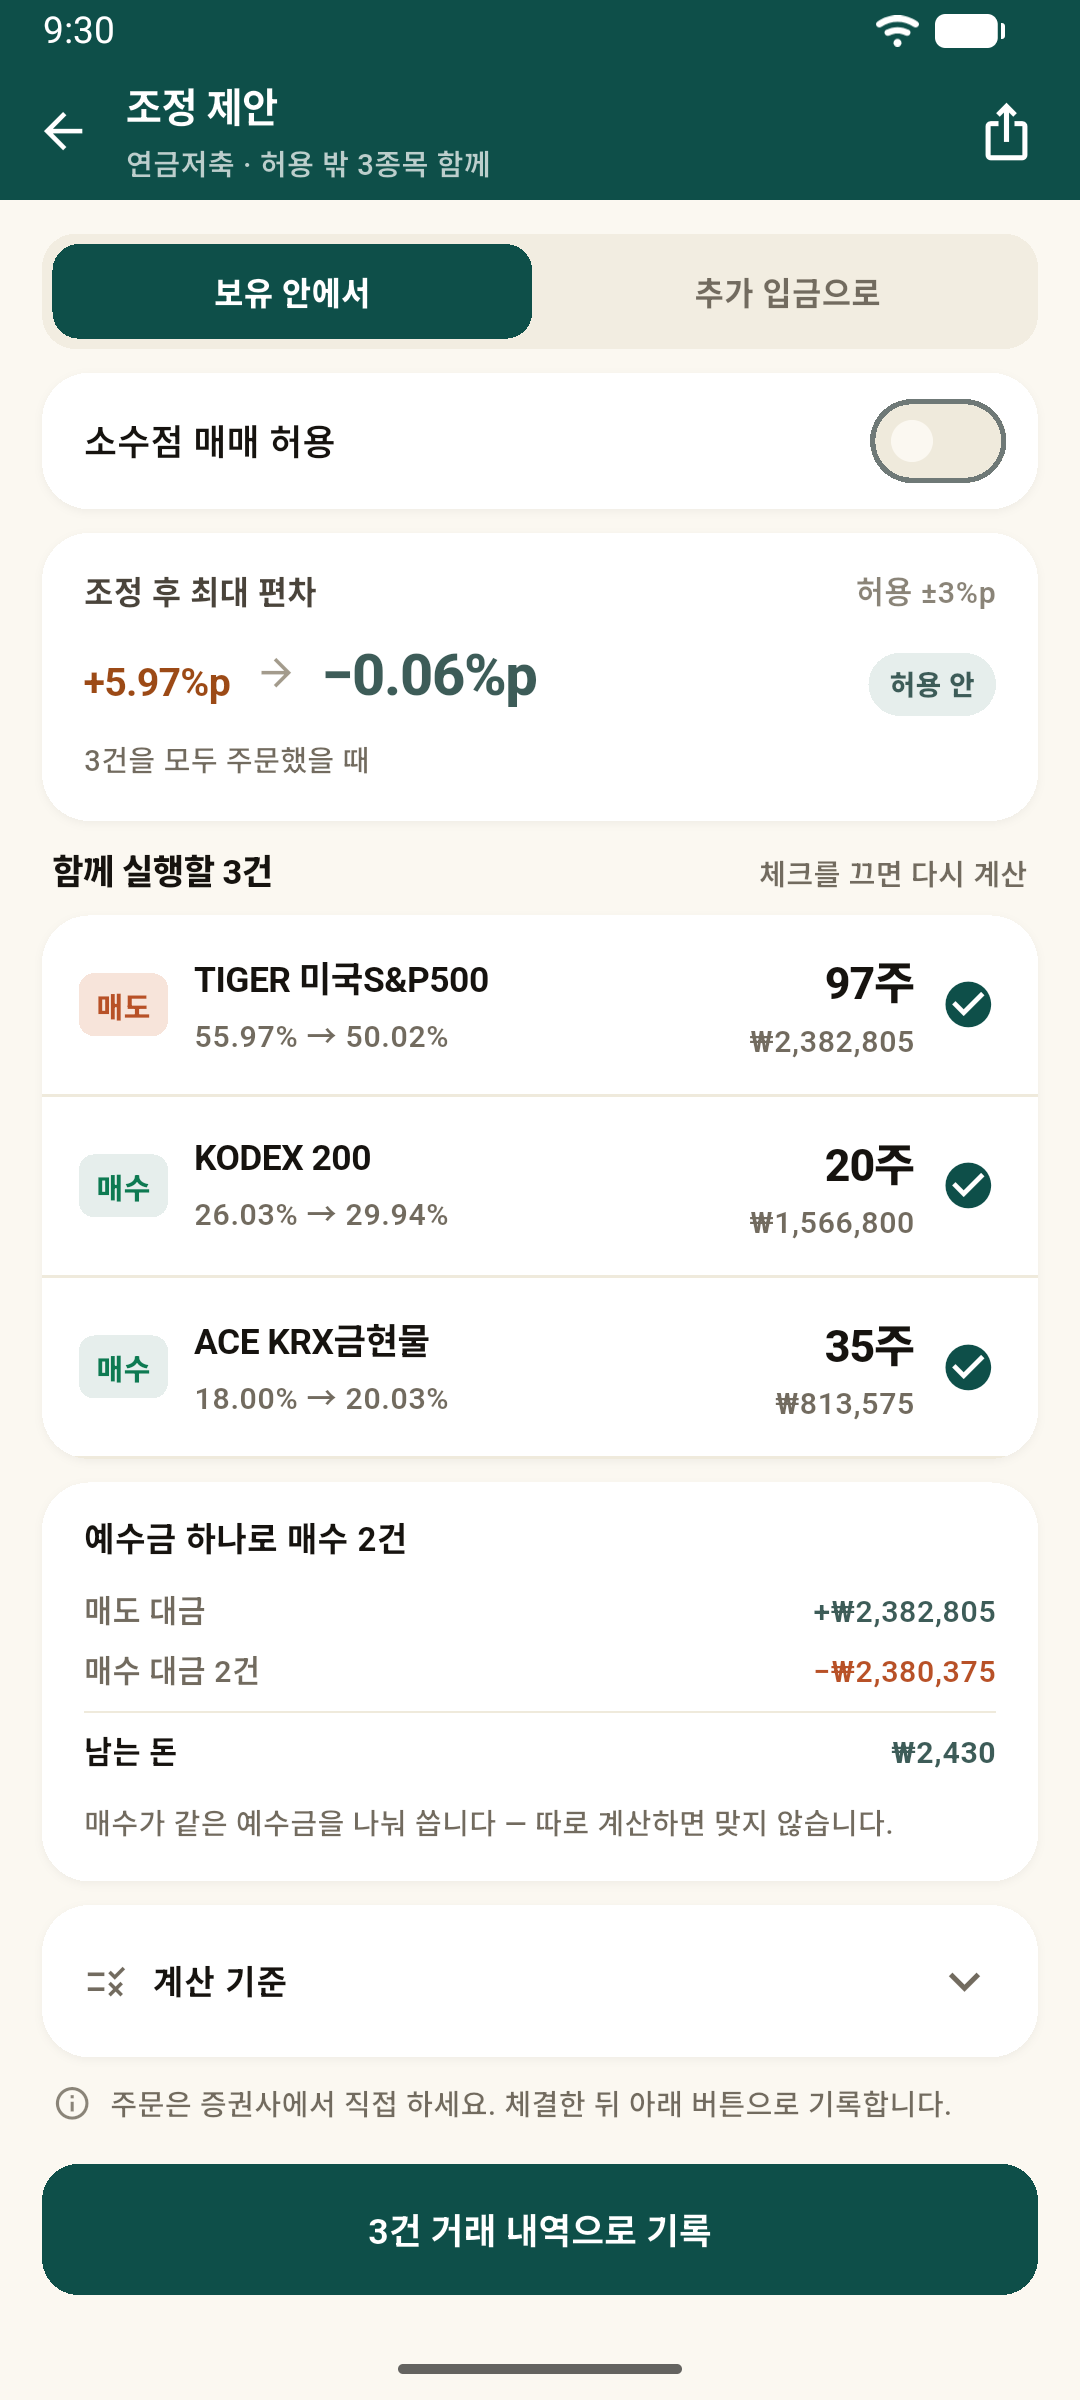 9:30
조정 제안
연금저축 · 허용 밖 3종목 함께
보유 안에서
추가 입금으로
소수점 매매 허용
조정 후 최대 편차
허용 ±3%p
+5.97%p → −0.06%p
허용 안
3건을 모두 주문했을 때
함께 실행할 3건
체크를 끄면 다시 계산
매도
TIGER 미국S&P500
55.97% → 50.02%
97주
₩2,382,805
매수
KODEX 200
26.03% → 29.94%
20주
₩1,566,800
매수
ACE KRX금현물
18.00% → 20.03%
35주
₩813,575
예수금 하나로 매수 2건
매도 대금
+₩2,382,805
매수 대금 2건
−₩2,380,375
남는 돈
₩2,430
매수가 같은 예수금을 나눠 씁니다 — 따로 계산하면 맞지 않습니다.
계산 기준
주문은 증권사에서 직접 하세요. 체결한 뒤 아래 버튼으로 기록합니다.
3건 거래 내역으로 기록